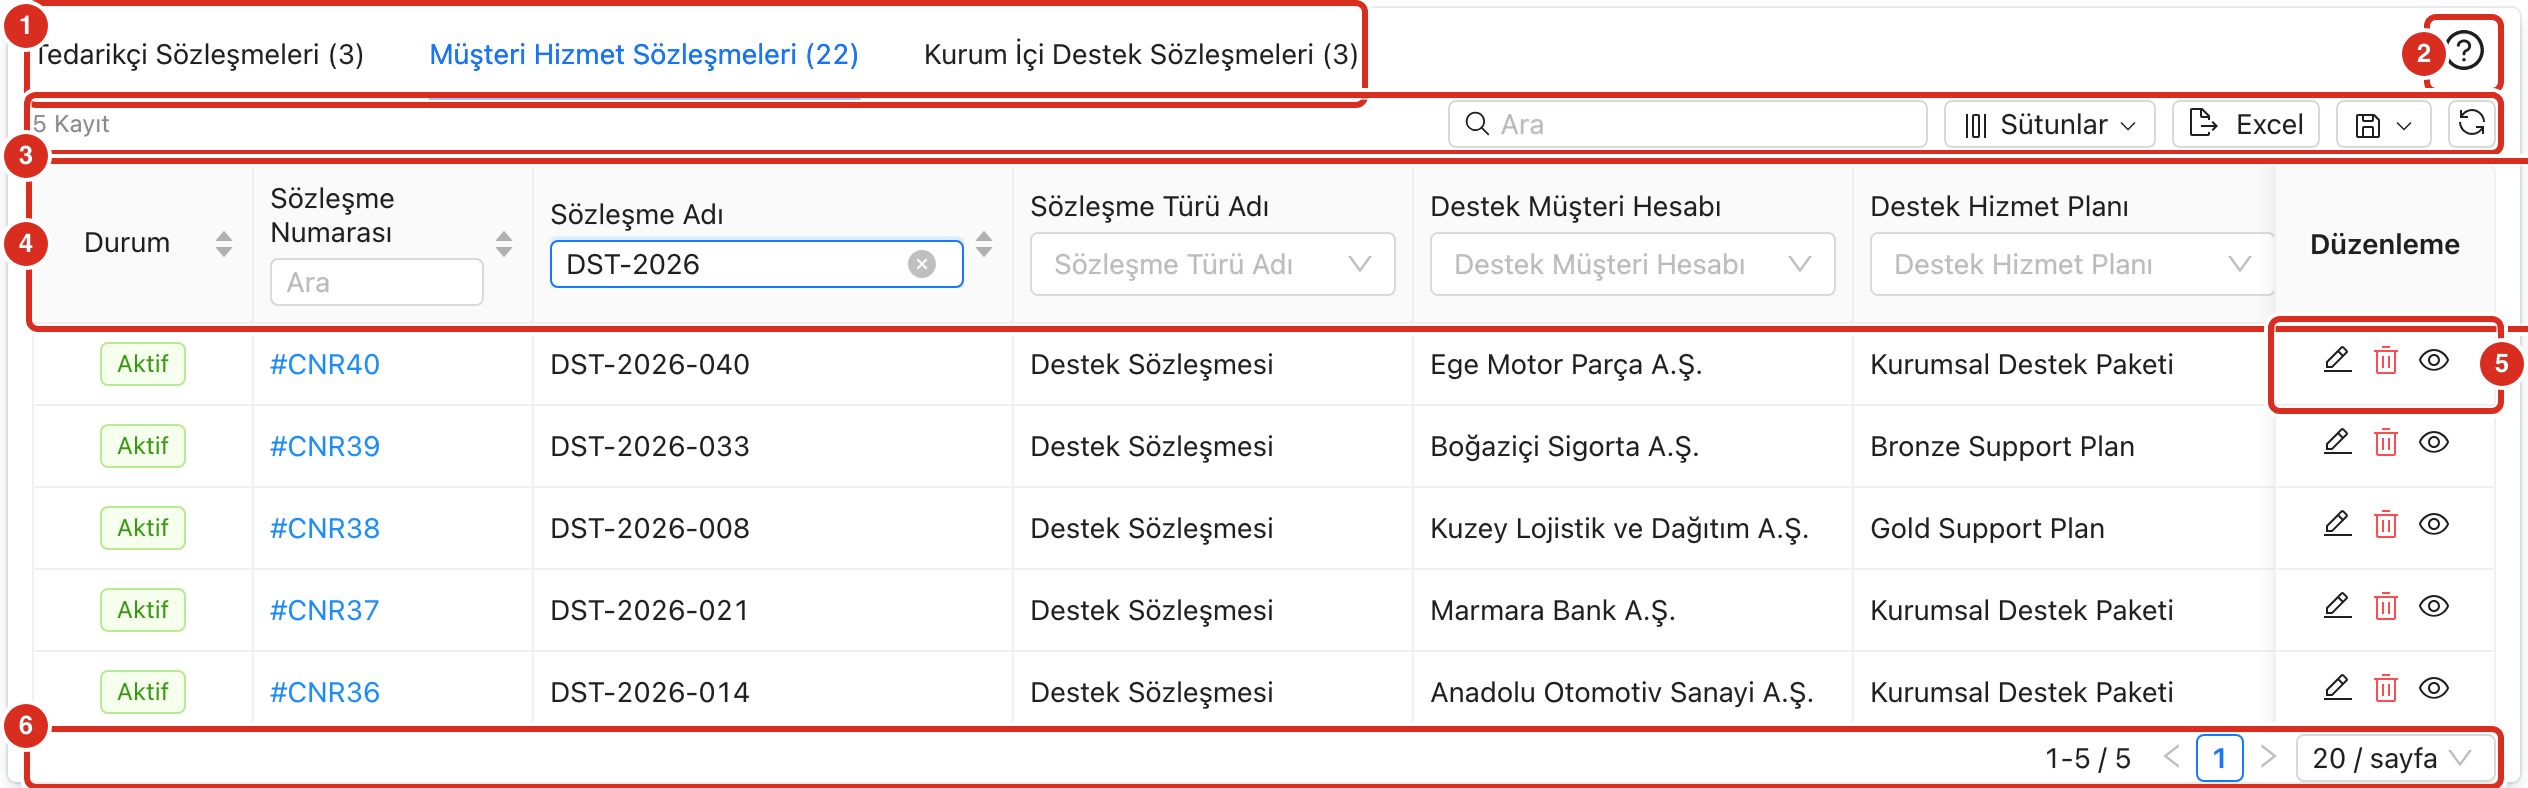 1
Tedarikçi Sözleşmeleri (3) Müşteri Hizmet Sözleşmeleri (22) Kurum İçi Destek Sözleşmeleri (3)
2
5 Kayıt Ara Sütunlar Excel
3
4
Durum Sözleşme Numarası Sözleşme Adı Sözleşme Türü Adı Destek Müşteri Hesabı Destek Hizmet Planı Düzenleme
Ara DST-2026 Sözleşme Türü Adı Destek Müşteri Hesabı Destek Hizmet Planı
Aktif #CNR40 DST-2026-040 Destek Sözleşmesi Ege Motor Parça A.Ş. Kurumsal Destek Paketi 5
Aktif #CNR39 DST-2026-033 Destek Sözleşmesi Boğaziçi Sigorta A.Ş. Bronze Support Plan
Aktif #CNR38 DST-2026-008 Destek Sözleşmesi Kuzey Lojistik ve Dağıtım A.Ş. Gold Support Plan
Aktif #CNR37 DST-2026-021 Destek Sözleşmesi Marmara Bank A.Ş. Kurumsal Destek Paketi
Aktif #CNR36 DST-2026-014 Destek Sözleşmesi Anadolu Otomotiv Sanayi A.Ş. Kurumsal Destek Paketi
6
1-5 / 5 < 1 > 20 / sayfa